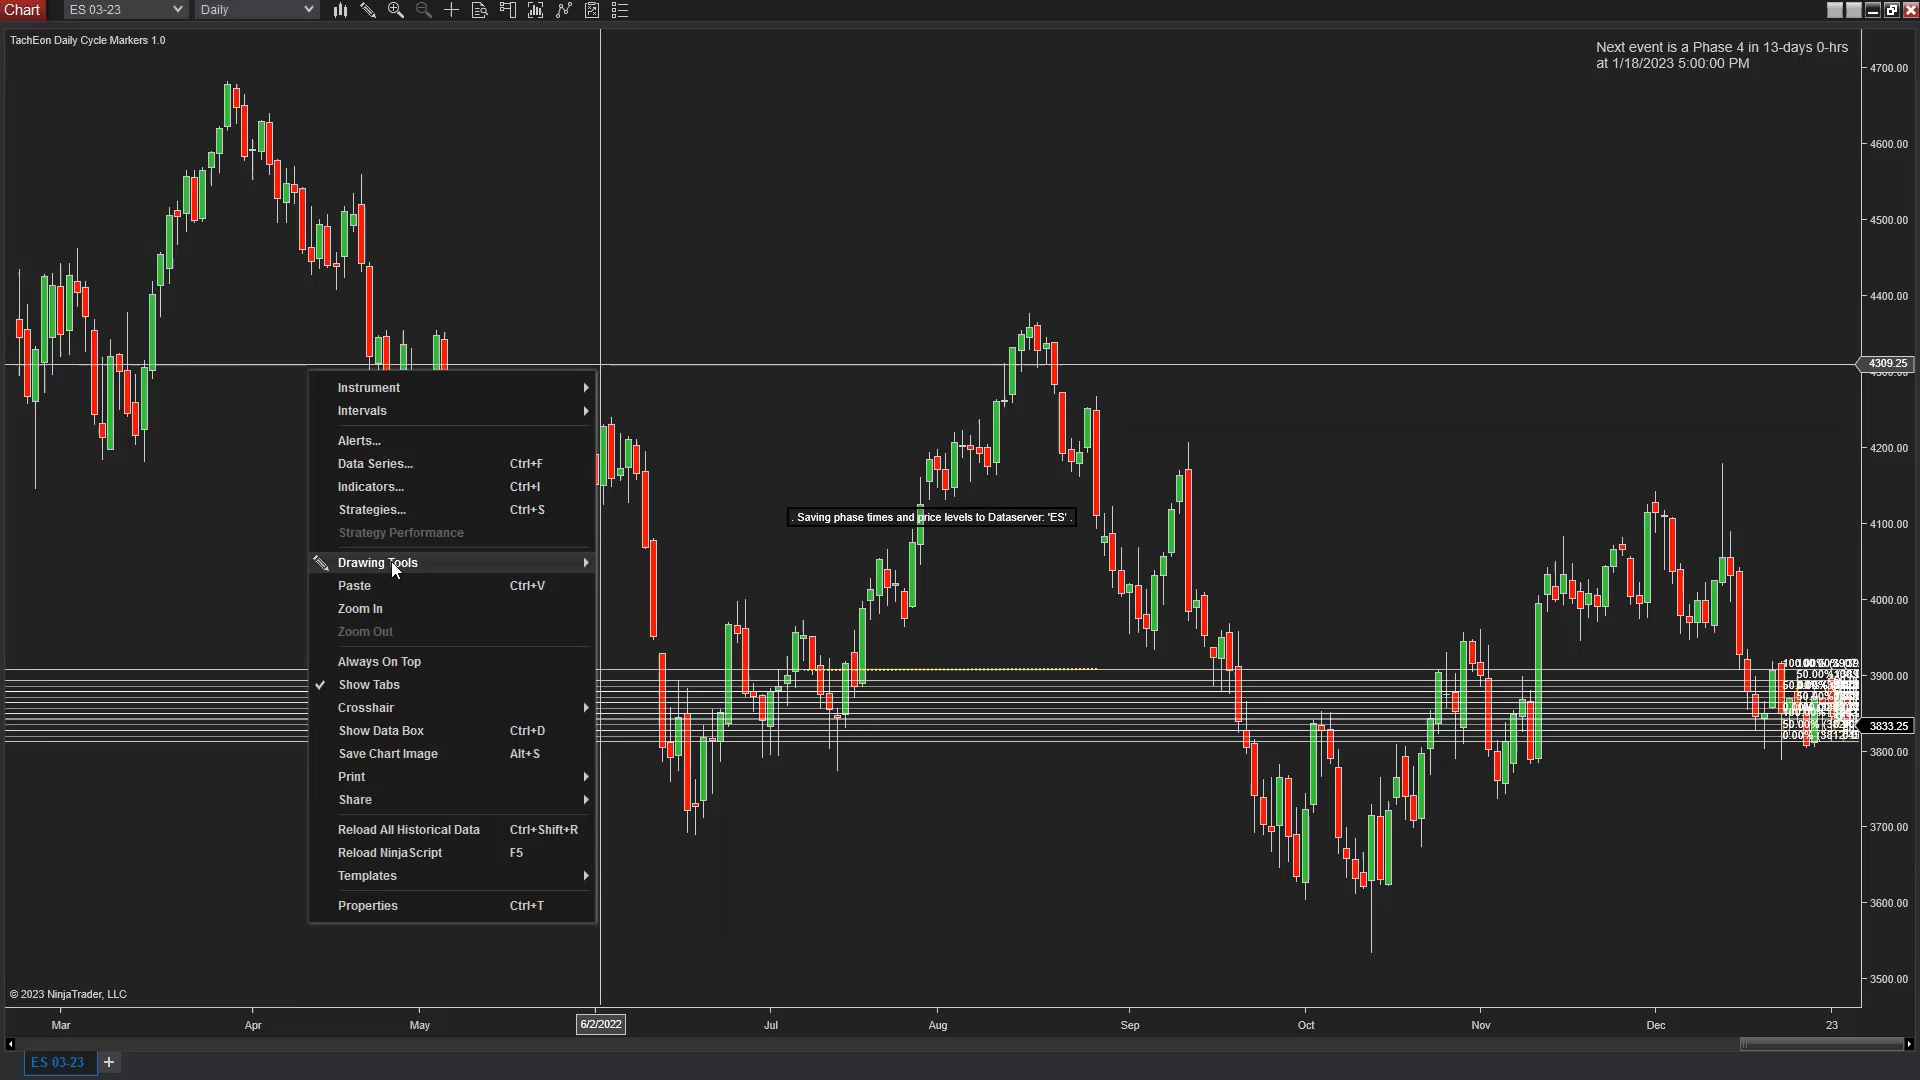 Chart
ES 03-23
Daily
TachEon Daily Cycle Markers 1.0
Next event is a Phase 4 in 13-days 0-hrs
at 1/18/2023 5:00:00 PM
4700.00
4600.00
4500.00
4400.00
4309.25
4200.00
4100.00
4000.00
3900.00
3833.25
3800.00
3700.00
3600.00
3500.00
Instrument
Intervals
Alerts...
Data Series... Ctrl+F
Indicators... Ctrl+I
Strategies... Ctrl+S
Strategy Performance
Drawing Tools
Paste Ctrl+V
Zoom In
Zoom Out
Always On Top
Show Tabs
Crosshair
Show Data Box Ctrl+D
Save Chart Image Alt+S
Print
Share
Reload All Historical Data Ctrl+Shift+R
Reload NinjaScript F5
Templates
Properties Ctrl+T
. Saving phase times and price levels to Dataserver: 'ES' .
© 2023 NinjaTrader, LLC
Mar
Apr
May
6/2/2022
Jul
Aug
Sep
Oct
Nov
Dec
23
ES 03-23